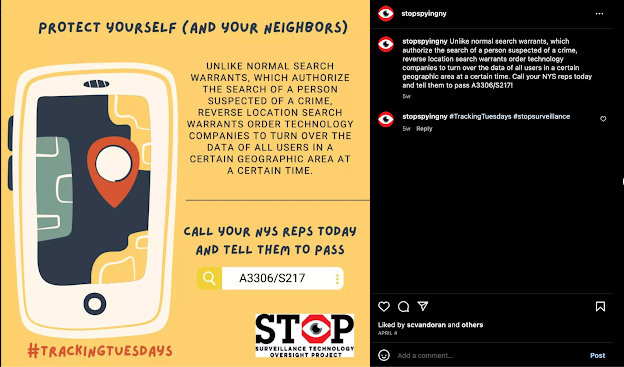 PROTECT YOURSELF (AND YOUR NEIGHBORS)
UNLIKE NORMAL SEARCH
WARRANTS, WHICH AUTHORIZE
THE SEARCH OF A PERSON
SUSPECTED OF A CRIME,
REVERSE LOCATION SEARCH
WARRANTS ORDER TECHNOLOGY
COMPANIES TO TURN OVER THE
DATA OF ALL USERS IN A
CERTAIN GEOGRAPHIC AREA AT
A CERTAIN TIME.
CALL YOUR NYS REPS TODAY
AND TELL THEM TO PASS
A3306/S217
#TRACKINGTUESDAYS
STOP
SURVEILLANCE TECHNOLOGY
OVERSIGHT PROJECT
stopspyingny
stopspyingny Unlike normal search warrants, which
authorize the search of a person suspected of a crime,
reverse location search warrants order technology
companies to turn over the data of all users in a certain
geographic area at a certain time. Call your NYS reps today
and tell them to pass A3306/S217!
5w
stopspyingny #TrackingTuesdays #stopsurveillance
5w Reply
Liked by scvandoran and others
APRIL 4
Add a comment...
Post